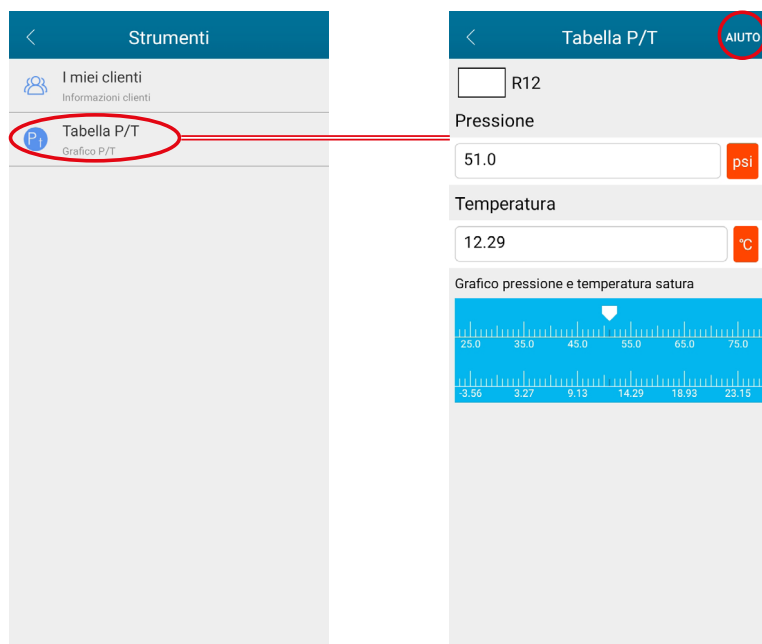 Strumenti
I miei clienti
Informazioni clienti
Tabella P/T
Grafico P/T
Tabella P/T
AIUTO
R12
Pressione
51.0
psi
Temperatura
12.29
℃
Grafico pressione e temperatura satura
25.0 35.0 45.0 55.0 65.0 75.0
-3.56 3.27 9.13 14.29 18.93 23.15